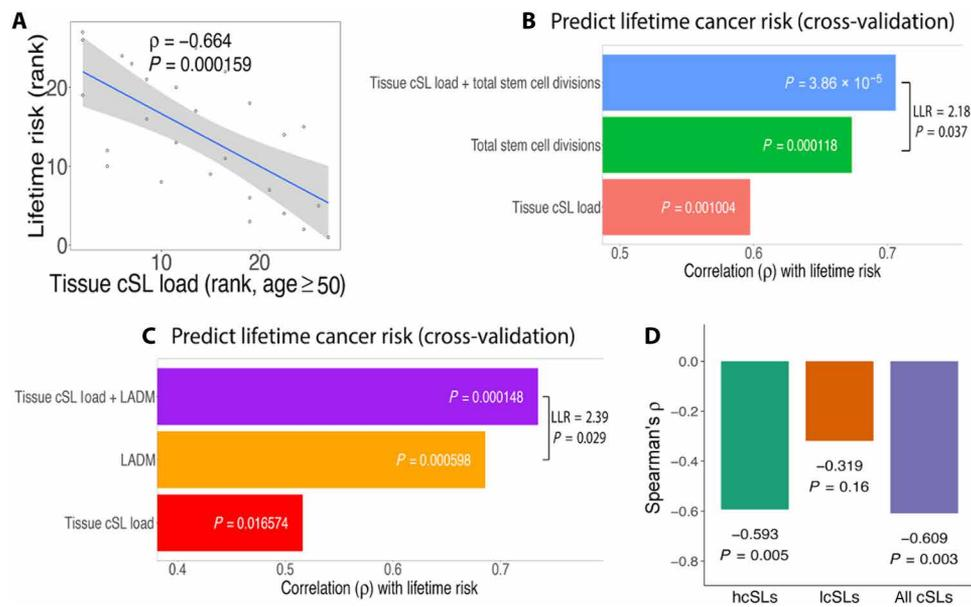 A
ρ = −0.664
P = 0.000159
Lifetime risk (rank)
20
10
0
10
20
Tissue cSL load (rank, age ≥ 50)
B Predict lifetime cancer risk (cross-validation)
Tissue cSL load + total stem cell divisions
P = 3.86 × 10⁻⁵
Total stem cell divisions
P = 0.000118
Tissue cSL load
P = 0.001004
LLR = 2.18
P = 0.037
0.5
0.6
0.7
Correlation (ρ) with lifetime risk
C Predict lifetime cancer risk (cross-validation)
Tissue cSL load + LADM
P = 0.000148
LADM
P = 0.000598
Tissue cSL load
P = 0.016574
LLR = 2.39
P = 0.029
0.4
0.5
0.6
0.7
Correlation (ρ) with lifetime risk
D
Spearman's ρ
0.0
−0.2
−0.4
−0.6
−0.8
−0.593
P = 0.005
−0.319
P = 0.16
−0.609
P = 0.003
hcSLs
lcSLs
All cSLs